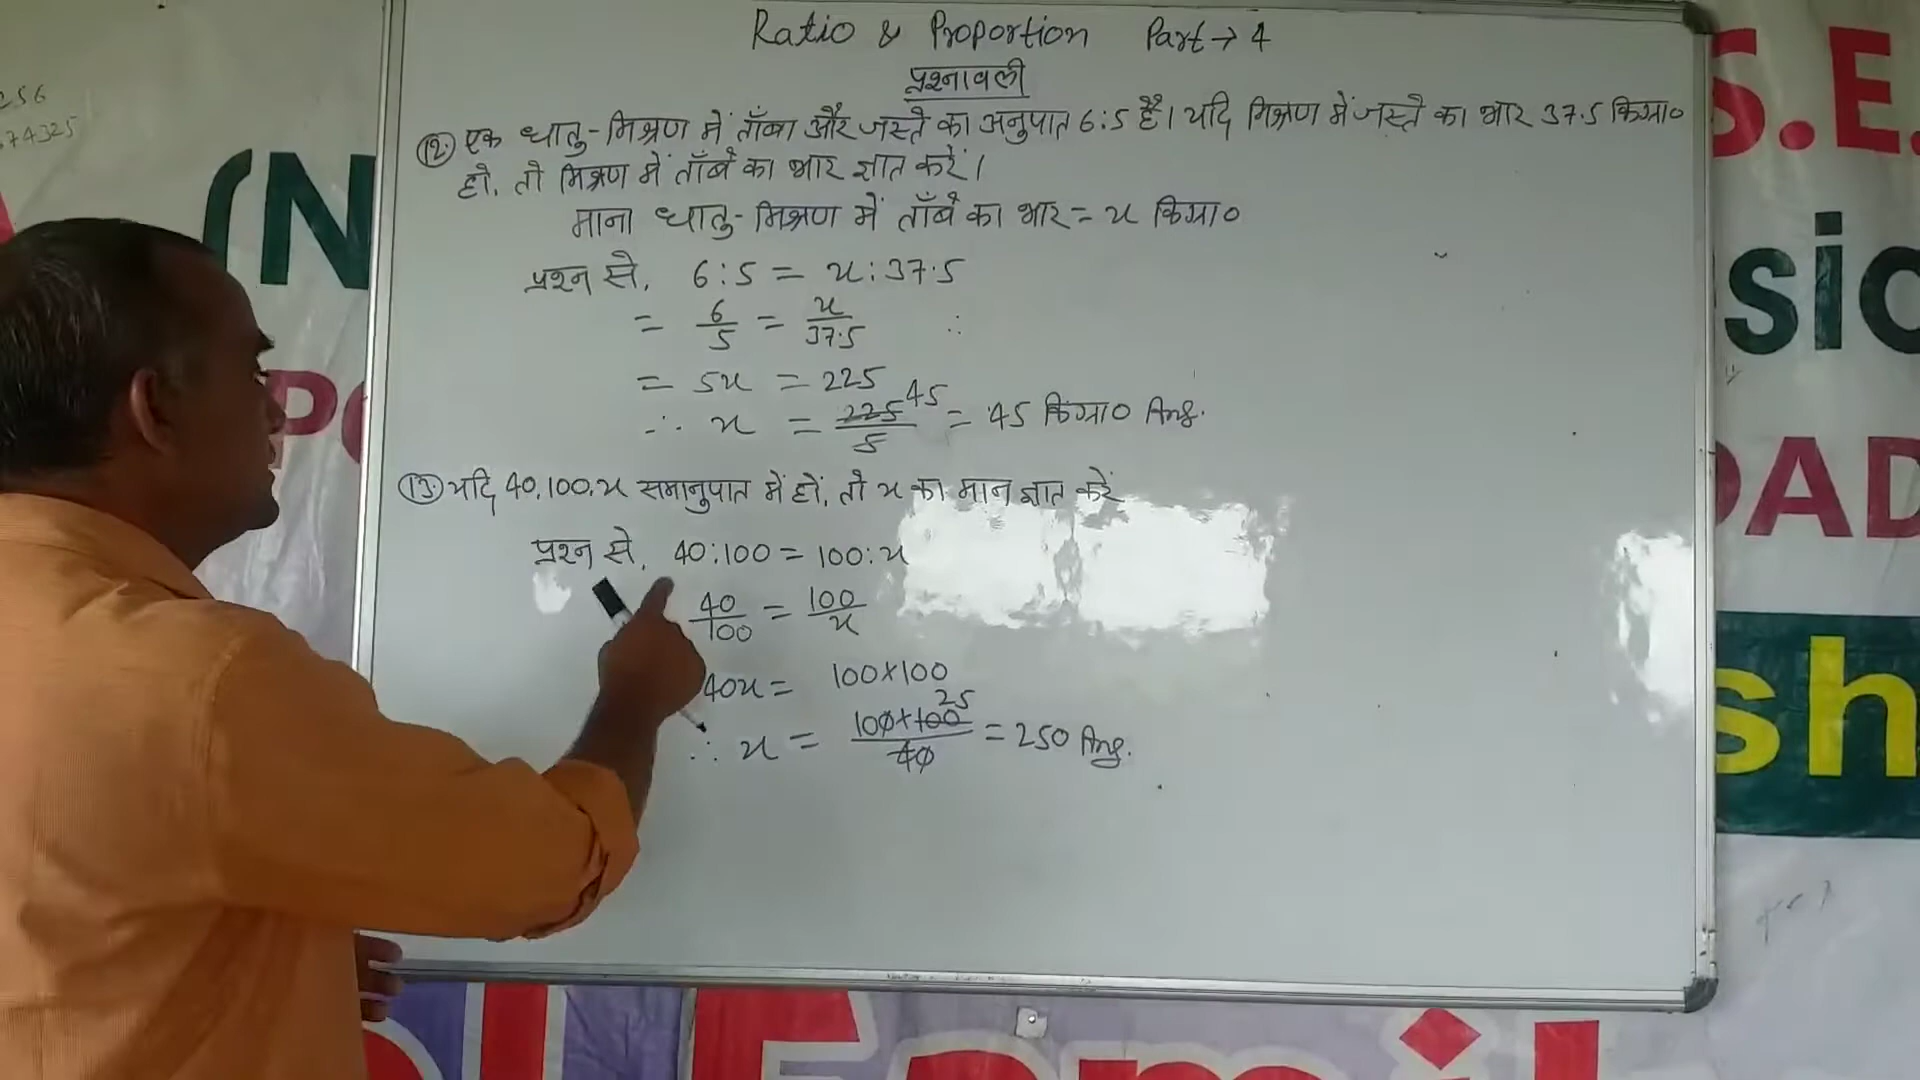 Ratio & Proportion Part → 4
प्रश्नावली
⑫. एक धातु-मिश्रण में ताँबा और जस्ते का अनुपात 6:5 है। यदि मिश्रण में जस्ते का भार 37.5 किग्रा०
हो, तो मिश्रण में ताँबे का भार ज्ञात करें।
माना धातु-मिश्रण में ताँबे का भार = x किग्रा०
प्रश्न से, 6:5 = x:37.5
= 6/5 = x/37.5
= 5x = 225
∴ x = 225/5 45 = 45 किग्रा० Ans.
⑬. यदि 40,100,x समानुपात में हों, तो x का मान ज्ञात करें
प्रश्न से, 40:100 = 100:x
40/100 = 100/x
40x = 100×100
∴ x = 100×100/40 25 = 250 Ans.
S.E.
(N
sic
P
OAD
sh